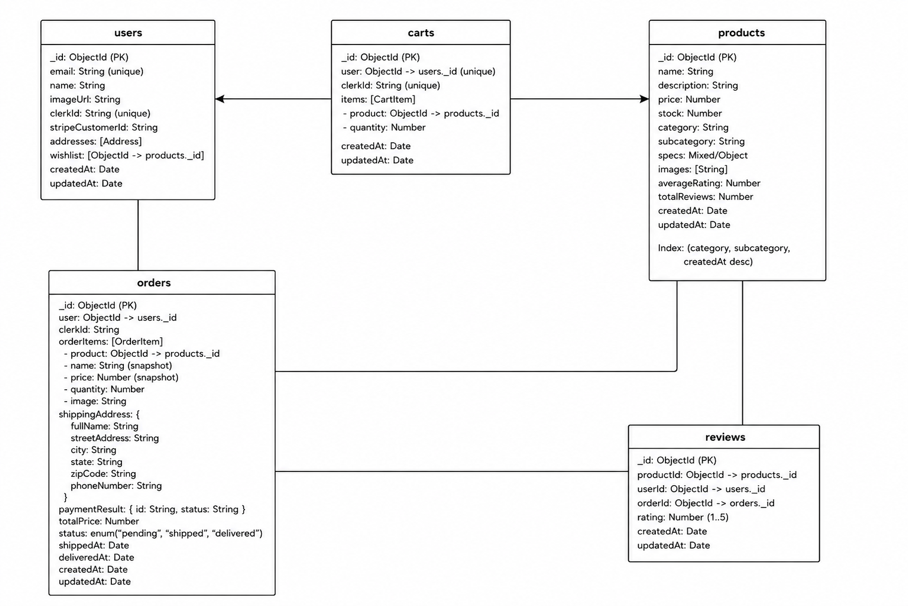 users
_id: ObjectId (PK)
email: String (unique)
name: String
imageUrl: String
clerkId: String (unique)
stripeCustomerId: String
addresses: [Address]
wishlist: [ObjectId -> products._id]
createdAt: Date
updatedAt: Date
carts
_id: ObjectId (PK)
user: ObjectId -> users._id (unique)
clerkId: String (unique)
items: [CartItem]
- product: ObjectId -> products._id
- quantity: Number
createdAt: Date
updatedAt: Date
products
_id: ObjectId (PK)
name: String
description: String
price: Number
stock: Number
category: String
subcategory: String
specs: Mixed/Object
images: [String]
averageRating: Number
totalReviews: Number
createdAt: Date
updatedAt: Date
Index: (category, subcategory,
createdAt desc)
orders
_id: ObjectId (PK)
user: ObjectId -> users._id
clerkId: String
orderItems: [OrderItem]
- product: ObjectId -> products._id
- name: String (snapshot)
- price: Number (snapshot)
- quantity: Number
- image: String
shippingAddress: {
fullName: String
streetAddress: String
city: String
state: String
zipCode: String
phoneNumber: String
}
paymentResult: { id: String, status: String }
totalPrice: Number
status: enum(“pending”, “shipped”, “delivered”)
shippedAt: Date
deliveredAt: Date
createdAt: Date
updatedAt: Date
reviews
_id: ObjectId (PK)
productId: ObjectId -> products._id
userId: ObjectId -> users._id
orderId: ObjectId -> orders._id
rating: Number (1..5)
createdAt: Date
updatedAt: Date